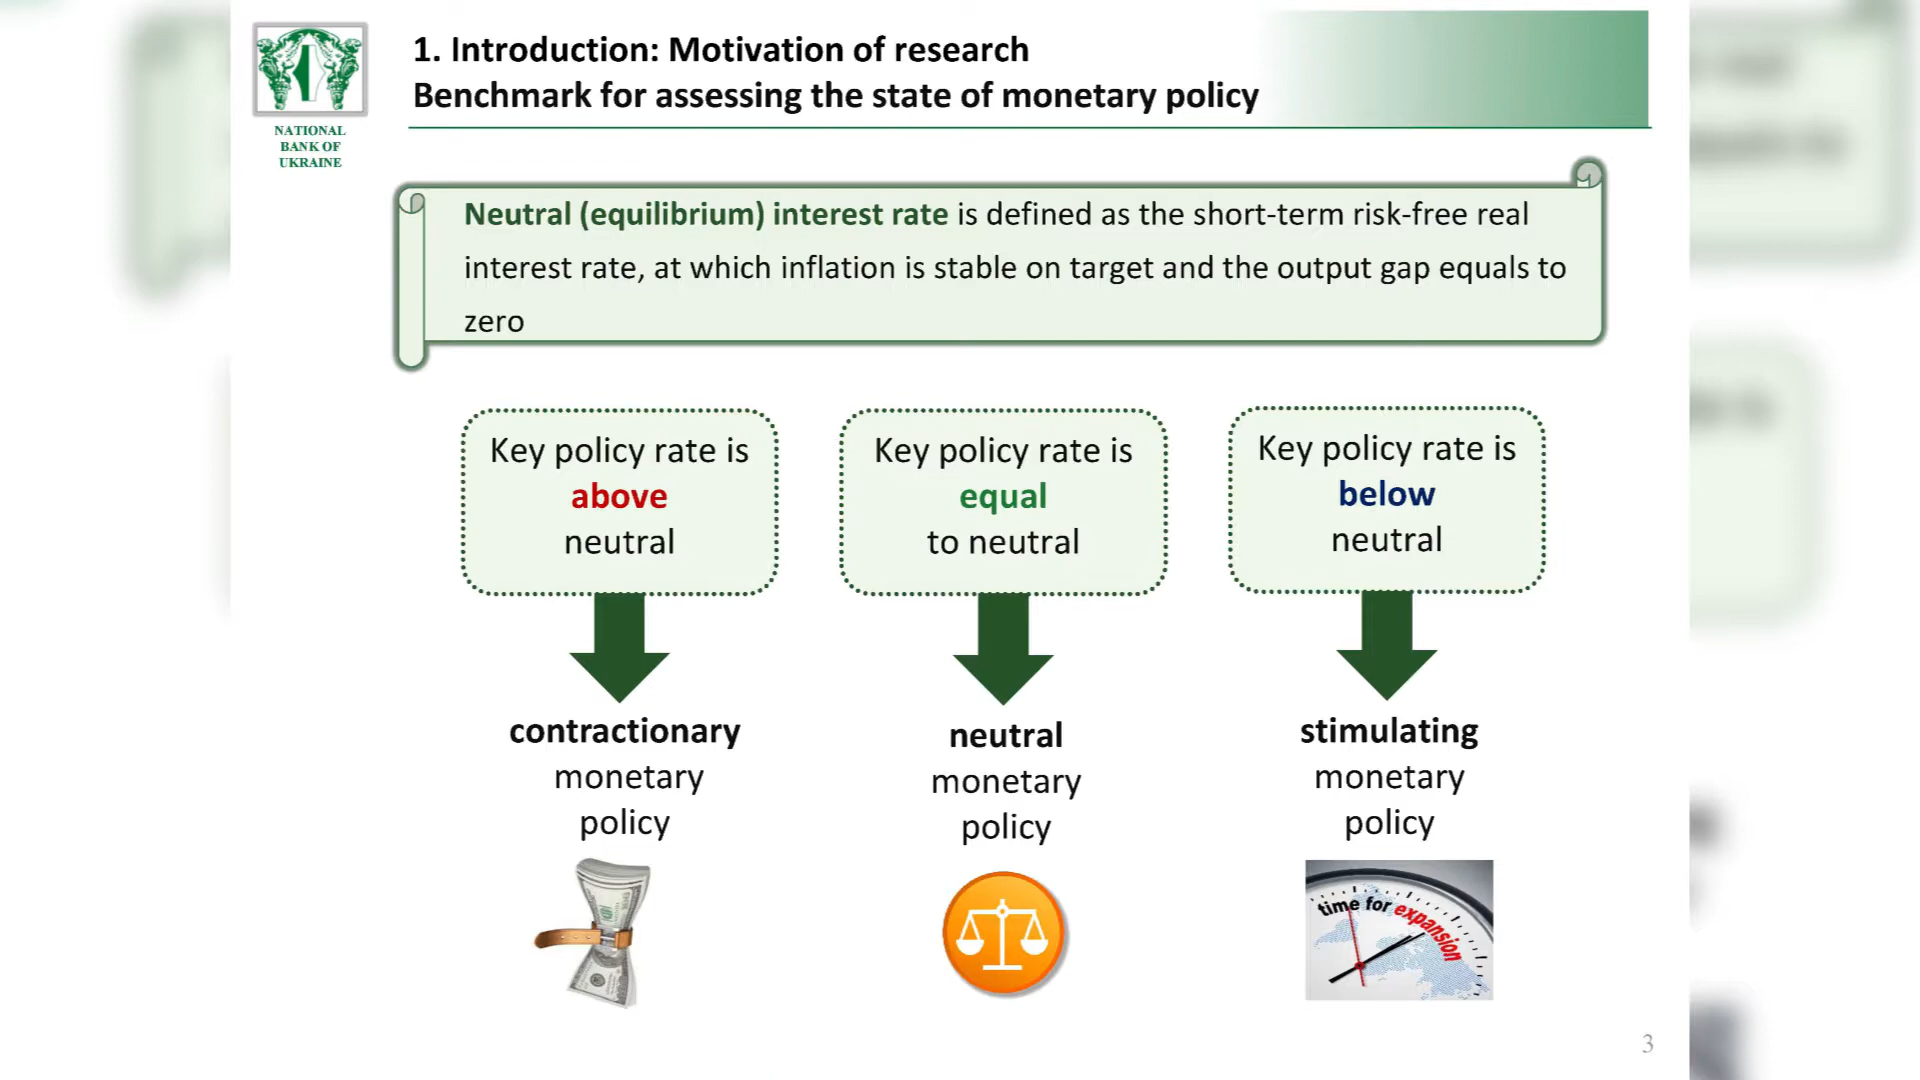 NATIONAL
BANK OF
UKRAINE
1. Introduction: Motivation of research
Benchmark for assessing the state of monetary policy
Neutral (equilibrium) interest rate is defined as the short-term risk-free real
interest rate, at which inflation is stable on target and the output gap equals to
zero
Key policy rate is
above
neutral
Key policy rate is
equal
to neutral
Key policy rate is
below
neutral
contractionary
monetary
policy
neutral
monetary
policy
stimulating
monetary
policy
time for expansion
3